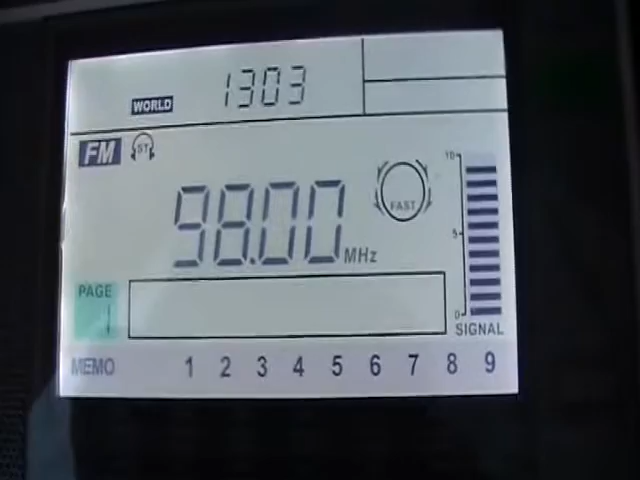 WORLD 1303
FM ST
98.00 MHz
FAST
10
5
0
SIGNAL
PAGE
MEMO 1 2 3 4 5 6 7 8 9